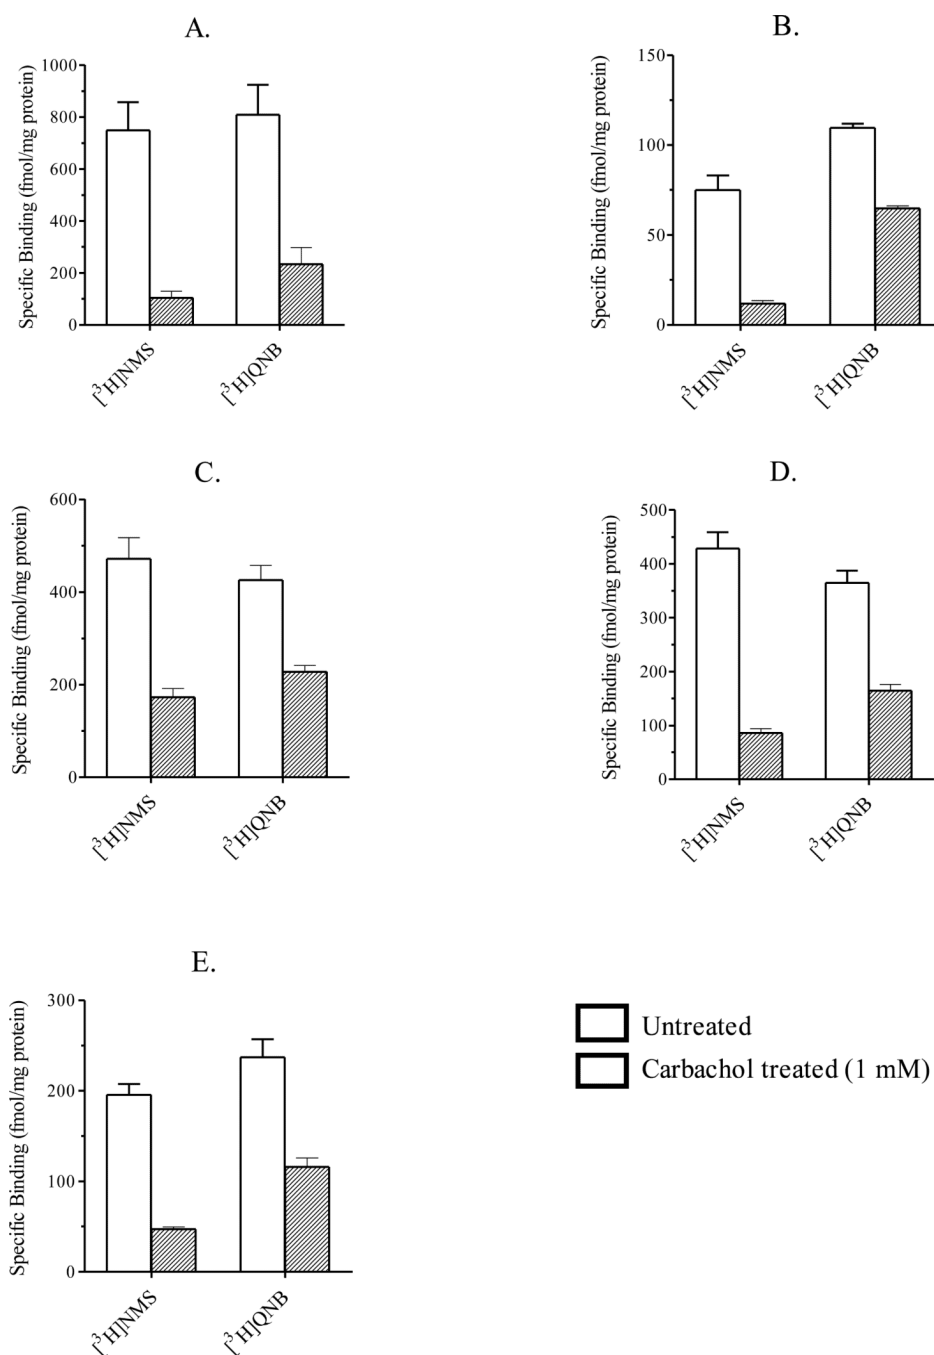 A.
Specific Binding (fmol/mg protein)
1000
800
600
400
200
0
[³H]NMS
[³H]QNB
B.
Specific Binding (fmol/mg protein)
150
100
50
0
[³H]NMS
[³H]QNB
C.
Specific Binding (fmol/mg protein)
600
400
200
0
[³H]NMS
[³H]QNB
D.
Specific Binding (fmol/mg protein)
500
400
300
200
100
0
[³H]NMS
[³H]QNB
E.
Specific Binding (fmol/mg protein)
300
200
100
0
[³H]NMS
[³H]QNB
Untreated
Carbachol treated (1 mM)